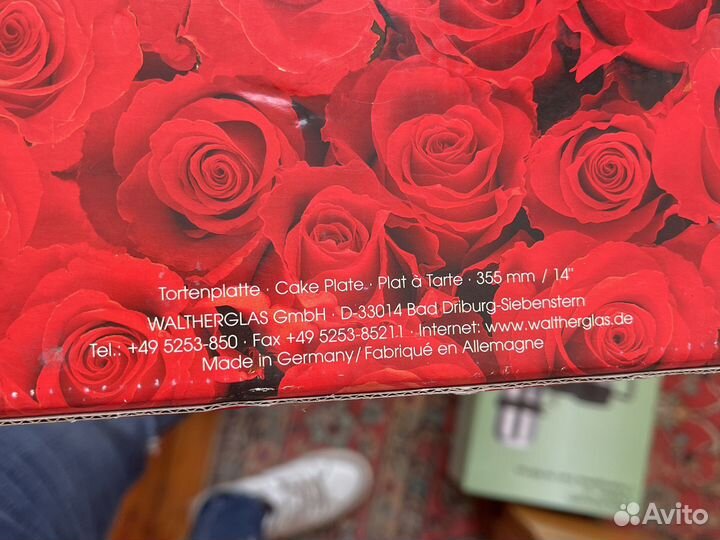 Tortenplatte · Cake Plate · Plat à Tarte · 355 mm / 14"
WALTHERGLAS GmbH · D-33014 Bad Driburg-Siebenstern
Tel.: +49 5253-850 · Fax +49 5253-85211 · Internet: www.waltherglas.de
Made in Germany/Fabriqué en Allemagne
Avito